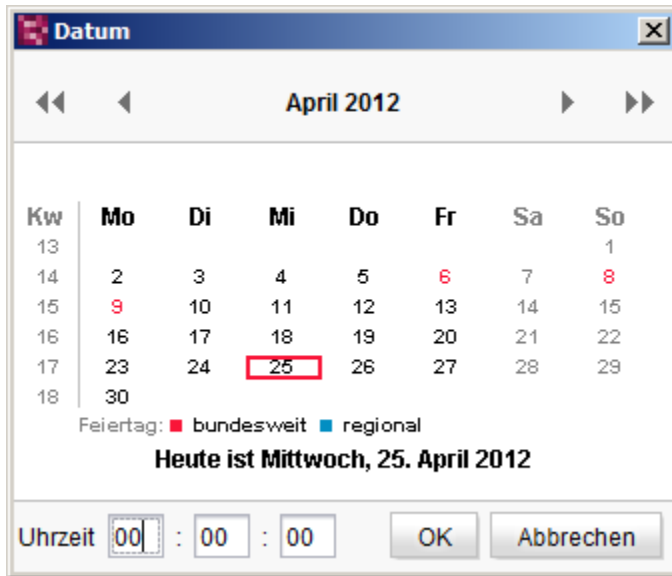 Datum
April 2012
Kw Mo Di Mi Do Fr Sa So
13 1
14 2 3 4 5 6 7 8
15 9 10 11 12 13 14 15
16 16 17 18 19 20 21 22
17 23 24 25 26 27 28 29
18 30
Feiertag: bundesweit regional
Heute ist Mittwoch, 25. April 2012
Uhrzeit 00 : 00 : 00 OK Abbrechen